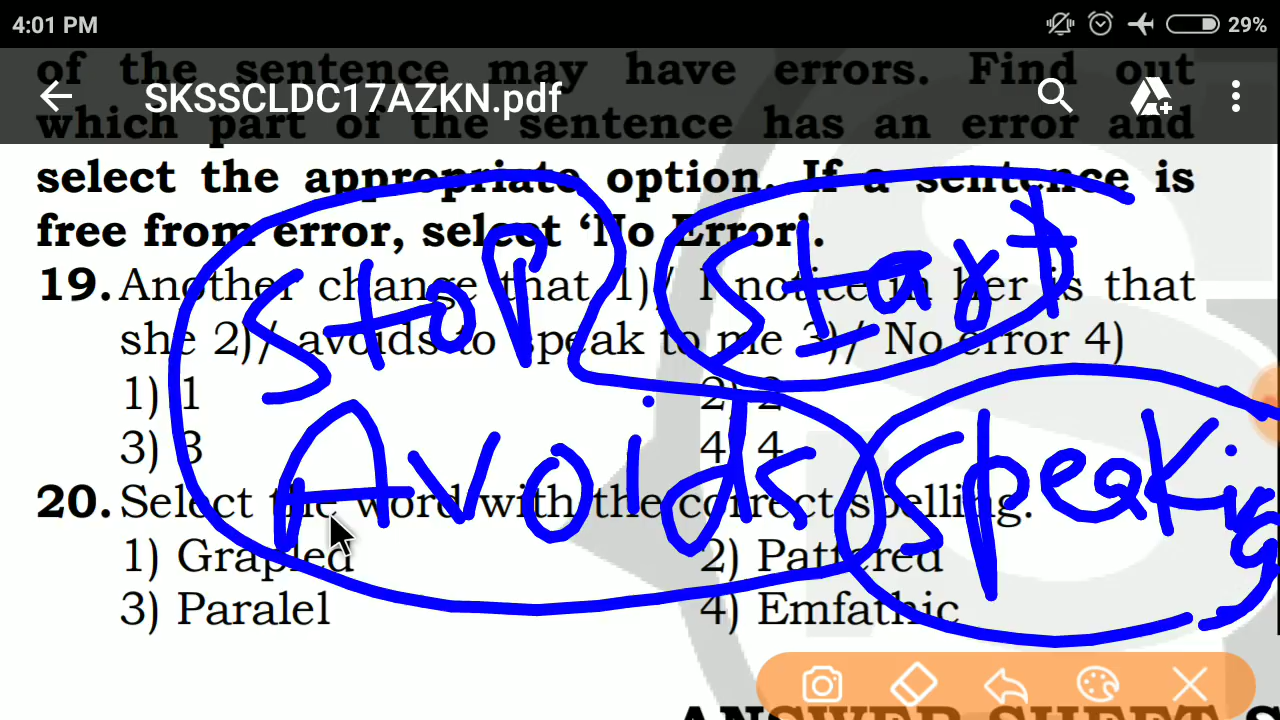 4:01 PM 29%
of the sentence may have errors. Find out
SKSSCLDC17AZKN.pdf
which part of the sentence has an error and
select the appropriate option. If a sentence is
free from error, select ‘No Error’.
19. Another change that 1)/ I notice in her is that
she 2)/ avoids to speak to me 3)/ No error 4)
1) 1 2) 2
3) 3 4) 4
Stop Start
Avoids Speaking
20. Select the word with the correct spelling.
1) Grapled 2) Pattered
3) Paralel 4) Emfathic
ANSWER SHEET S